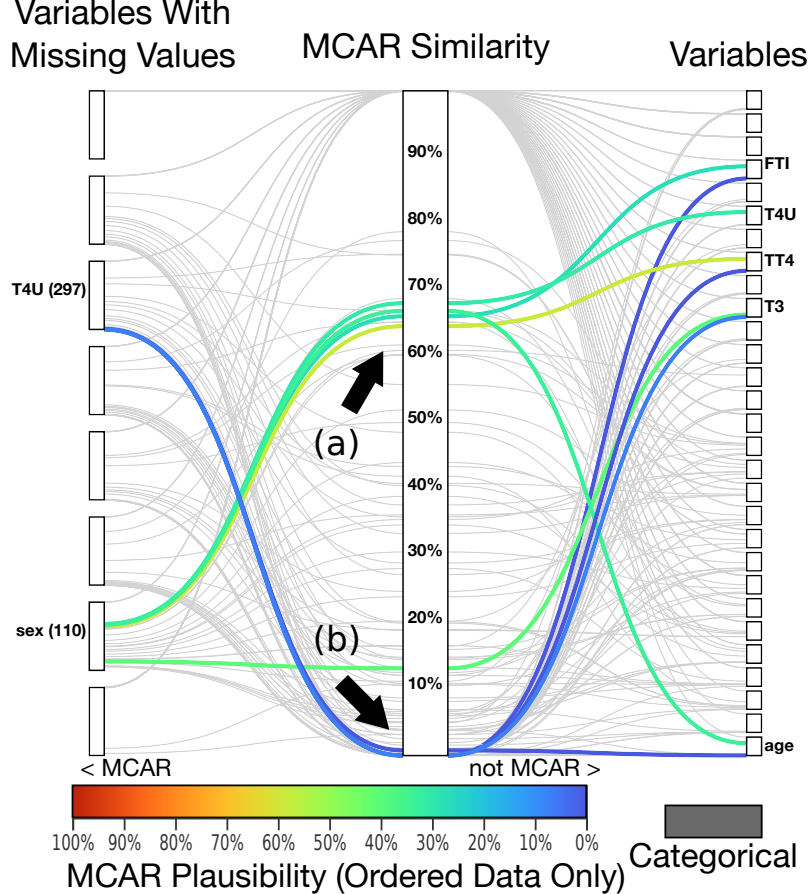 Variables With
Missing Values
MCAR Similarity
Variables
90%
80%
70%
60%
50%
40%
30%
20%
10%
T4U (297)
sex (110)
(a)
(b)
FTI
T4U
TT4
T3
age
< MCAR
not MCAR >
100% 90% 80% 70% 60% 50% 40% 30% 20% 10% 0%
MCAR Plausibility (Ordered Data Only)
Categorical